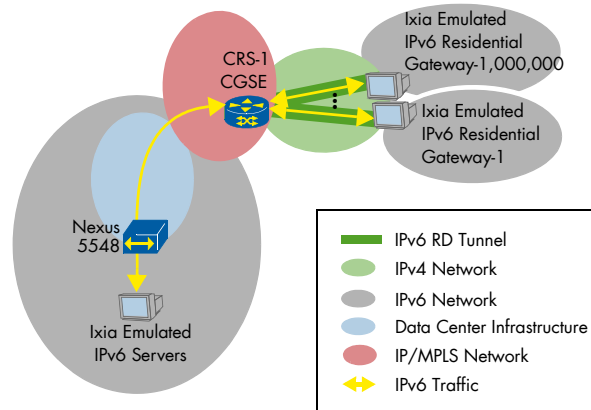 Ixia Emulated
IPv6 Residential
Gateway-1,000,000
CRS-1
CGSE
Ixia Emulated
IPv6 Residential
Gateway-1
Nexus
5548
Ixia Emulated
IPv6 Servers
IPv6 RD Tunnel
IPv4 Network
IPv6 Network
Data Center Infrastructure
IP/MPLS Network
IPv6 Traffic